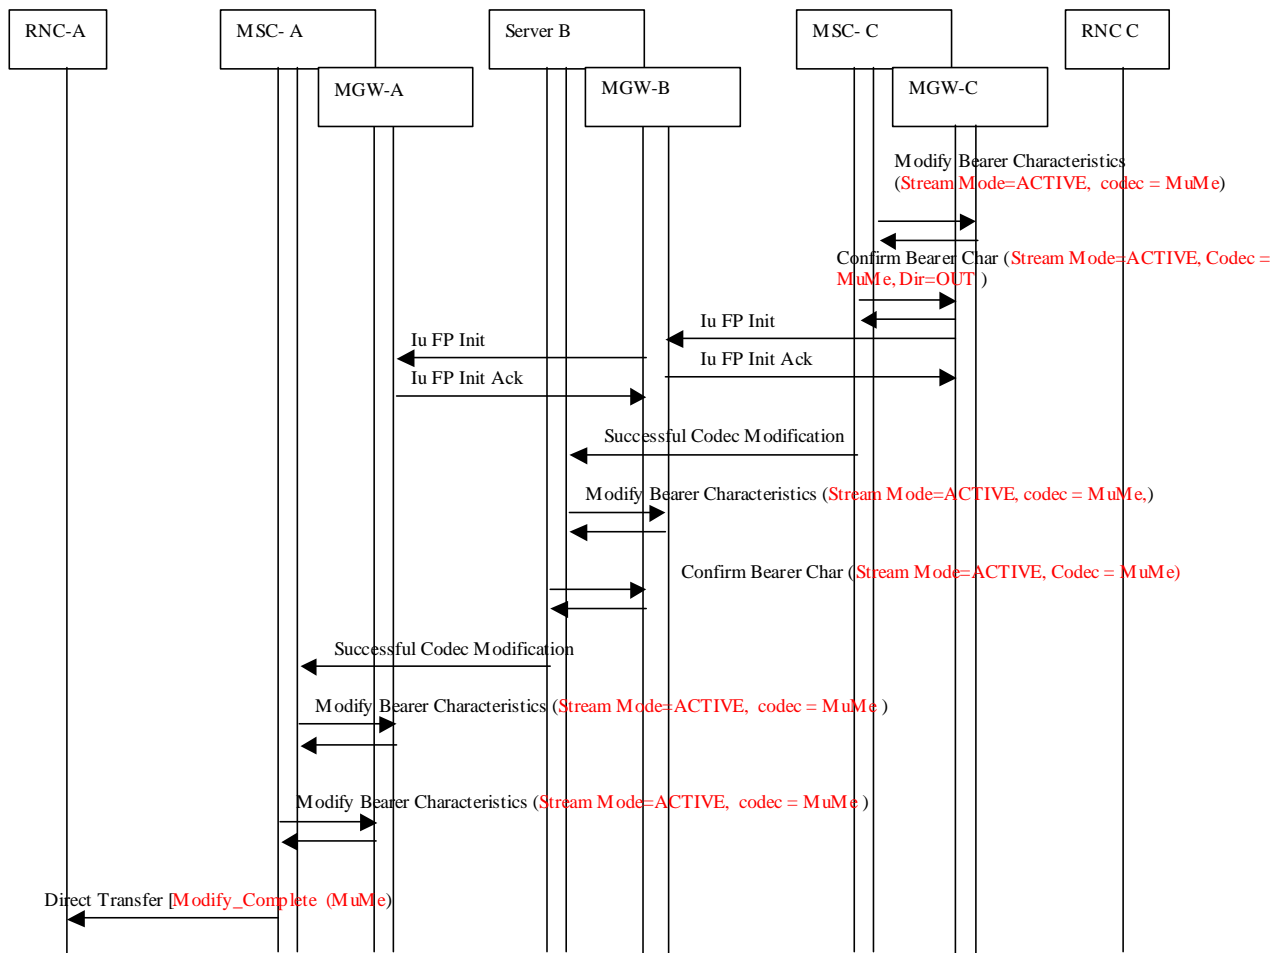 RNC-A
MSC- A
Server B
MSC- C
RNC C
MGW-A
MGW-B
MGW-C
Modify Bearer Characteristics
(Stream Mode=ACTIVE, codec = MuMe)
Confirm Bearer Char (Stream Mode=ACTIVE, Codec =
MuMe, Dir=OUT )
Iu FP Init
Iu FP Init
Iu FP Init Ack
Iu FP Init Ack
Successful Codec Modification
Modify Bearer Characteristics (Stream Mode=ACTIVE, codec = MuMe,)
Confirm Bearer Char (Stream Mode=ACTIVE, Codec = MuMe)
Successful Codec Modification
Modify Bearer Characteristics (Stream Mode=ACTIVE, codec = MuMe )
Modify Bearer Characteristics (Stream Mode=ACTIVE, codec = MuMe )
Direct Transfer [Modify_Complete (MuMe)